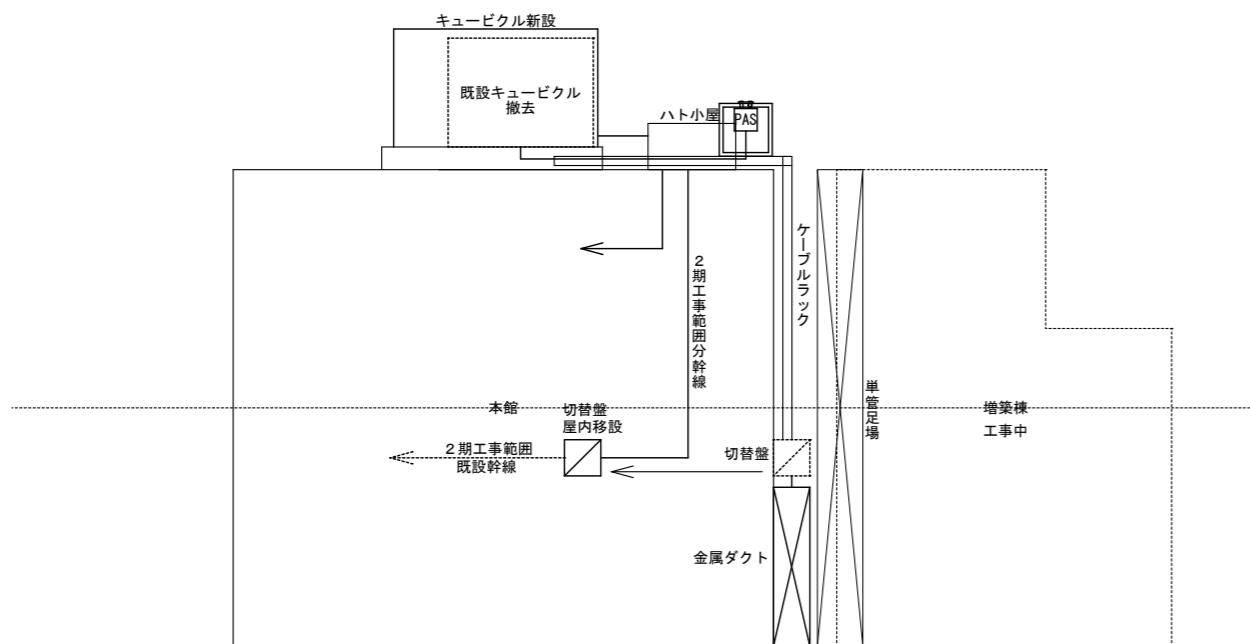 キュービクル新設
既設キュービクル
撤去
ハト小屋
PAS
ケーブルラック
2期工事範囲分幹線
単管足場
本館
切替盤
屋内移設
増築棟
工事中
2期工事範囲
既設幹線
切替盤
金属ダクト